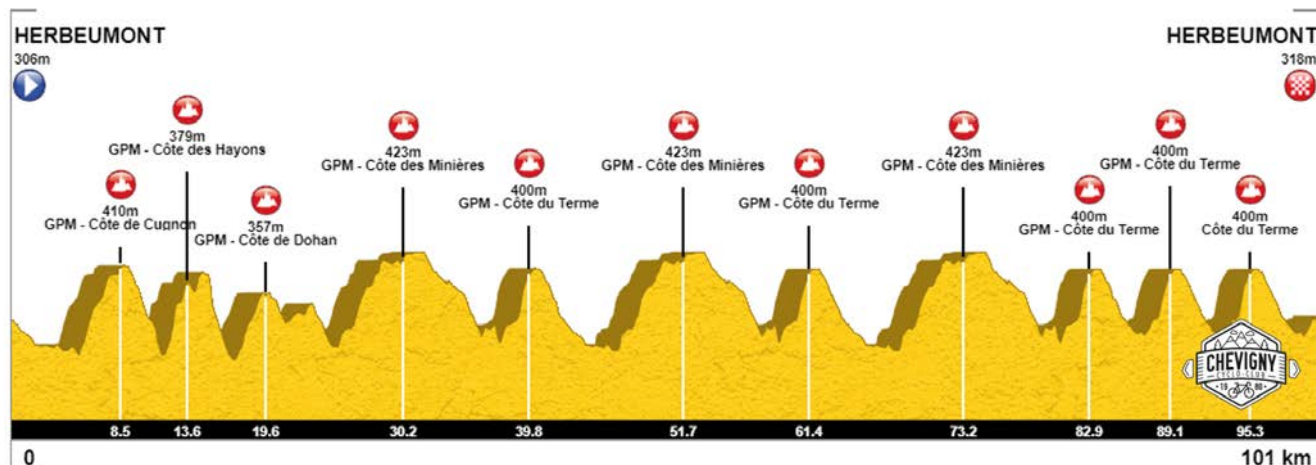 HERBEUMONT
306m
HERBEUMONT
318m
410m
GPM - Côte de Cugnon
379m
GPM - Côte des Hayons
357m
GPM - Côte de Dohan
423m
GPM - Côte des Minières
400m
GPM - Côte du Terme
423m
GPM - Côte des Minières
400m
GPM - Côte du Terme
423m
GPM - Côte des Minières
400m
GPM - Côte du Terme
400m
GPM - Côte du Terme
400m
Côte du Terme
CHEVIGNY
CYCLO-CLUB
19 80
8.5 13.6 19.6 30.2 39.8 51.7 61.4 73.2 82.9 89.1 95.3
0 101 km